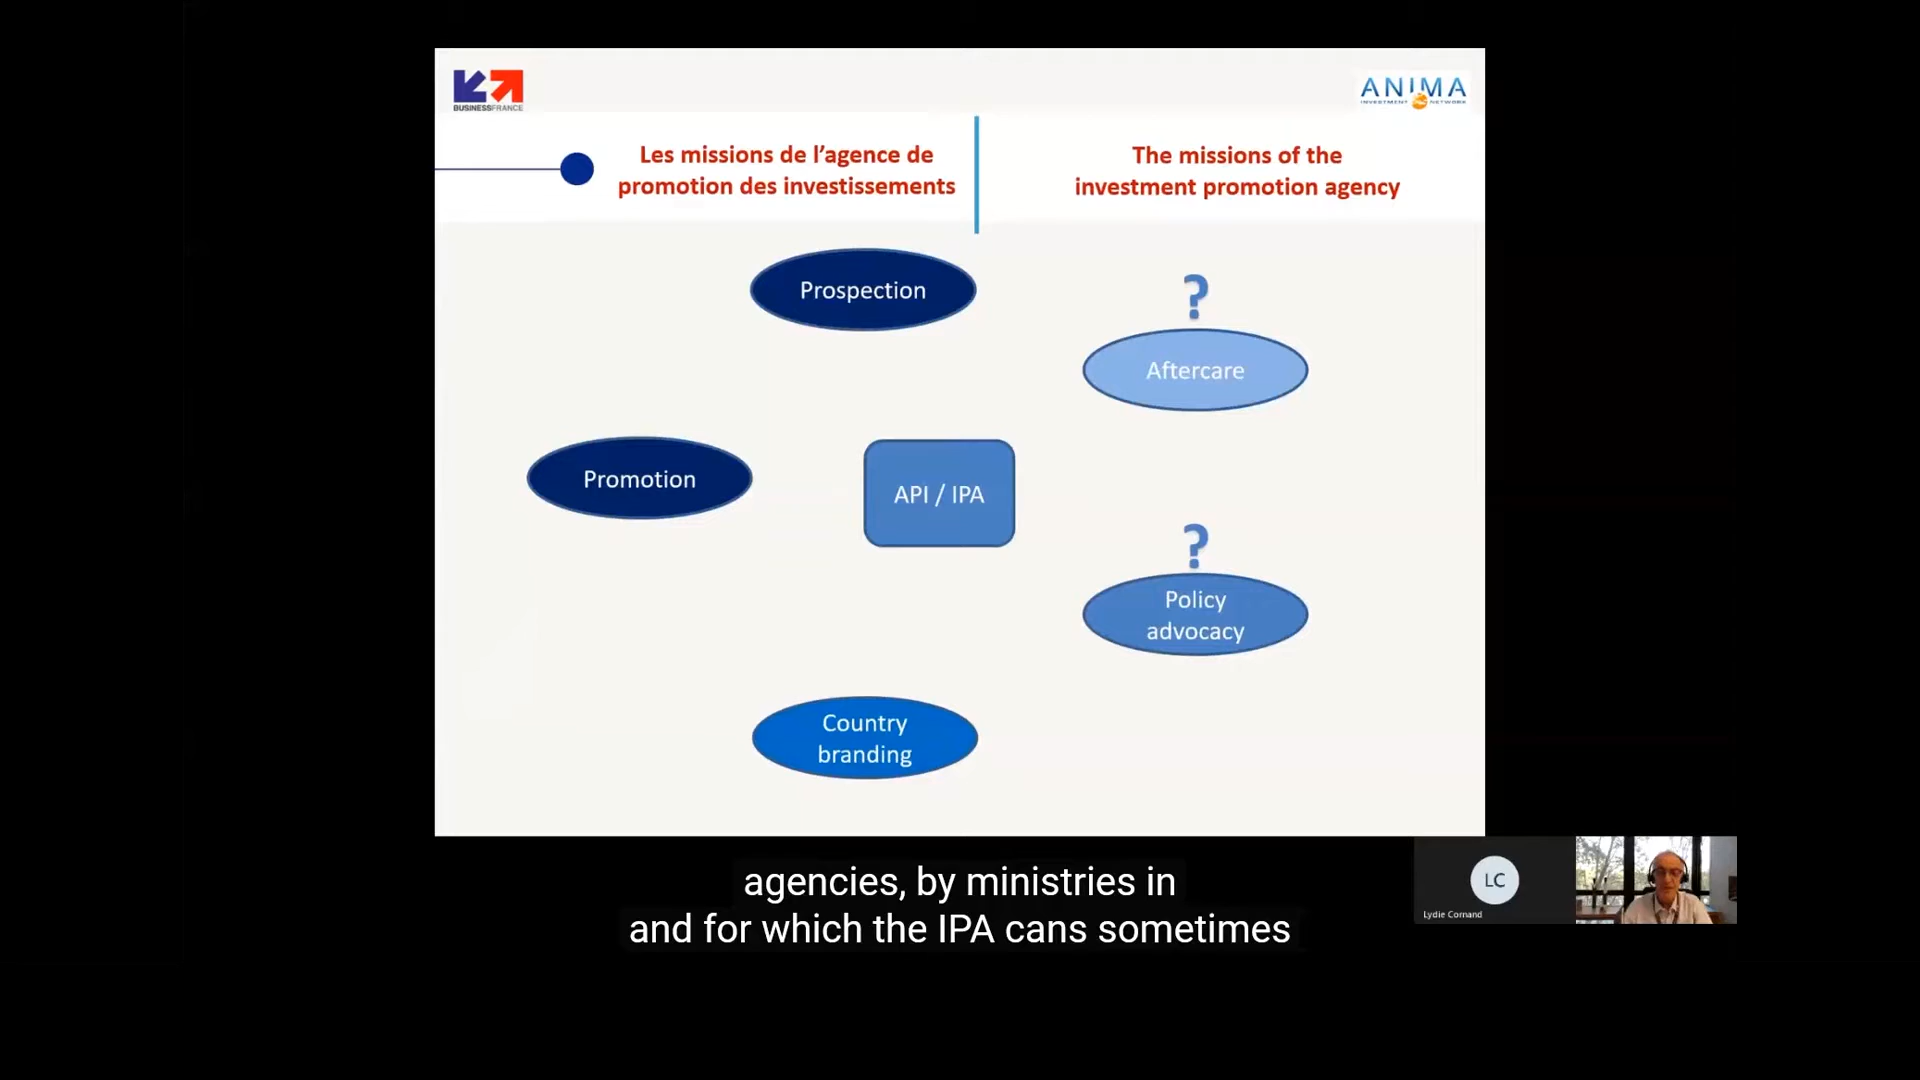 BUSINESSFRANCE
ANIMA
INVESTMENT NETWORK
Les missions de l’agence de
promotion des investissements
The missions of the
investment promotion agency
Prospection
?
Aftercare
Promotion
API / IPA
?
Policy
advocacy
Country
branding
LC
Lydie Cornand
agencies, by ministries in
and for which the IPA cans sometimes